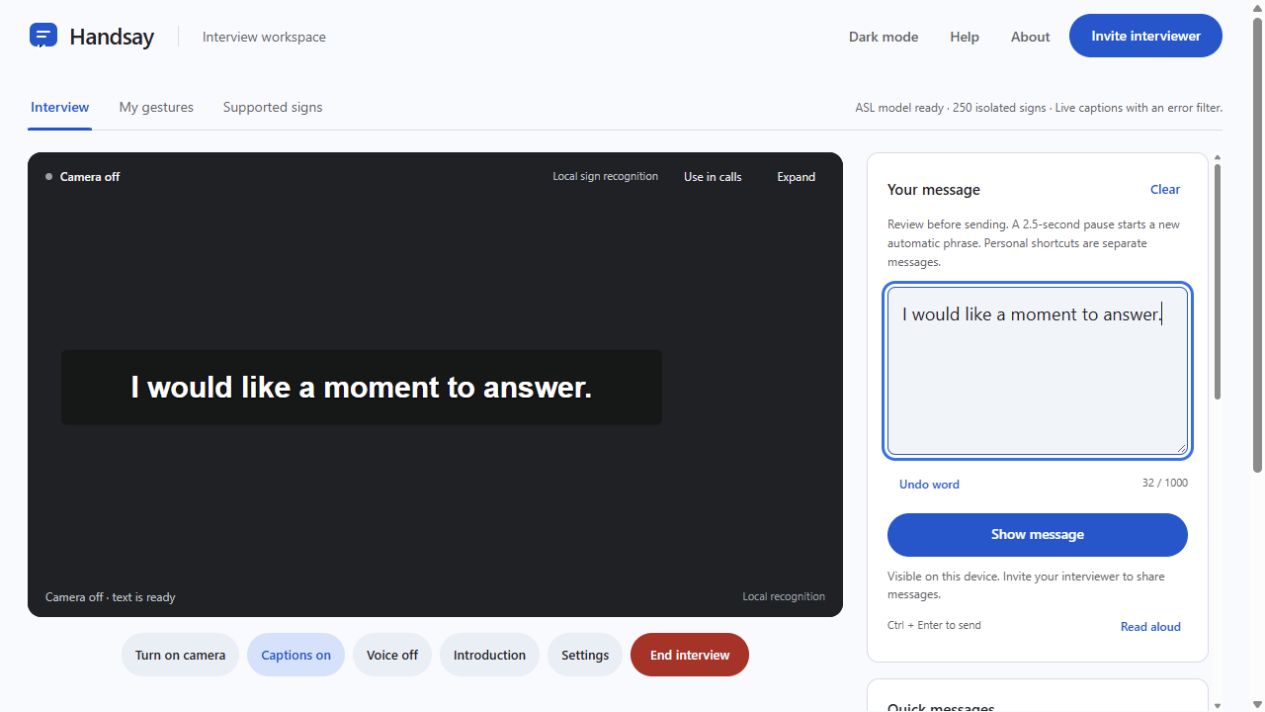 Handsay
Interview workspace
Dark mode
Help
About
Invite interviewer
Interview
My gestures
Supported signs
ASL model ready · 250 isolated signs · Live captions with an error filter.
Camera off
Local sign recognition
Use in calls
Expand
I would like a moment to answer.
Camera off · text is ready
Local recognition
Turn on camera
Captions on
Voice off
Introduction
Settings
End interview
Your message
Clear
Review before sending. A 2.5-second pause starts a new
automatic phrase. Personal shortcuts are separate
messages.
I would like a moment to answer.
Undo word
32 / 1000
Show message
Visible on this device. Invite your interviewer to share
messages.
Ctrl + Enter to send
Read aloud
Quick messages